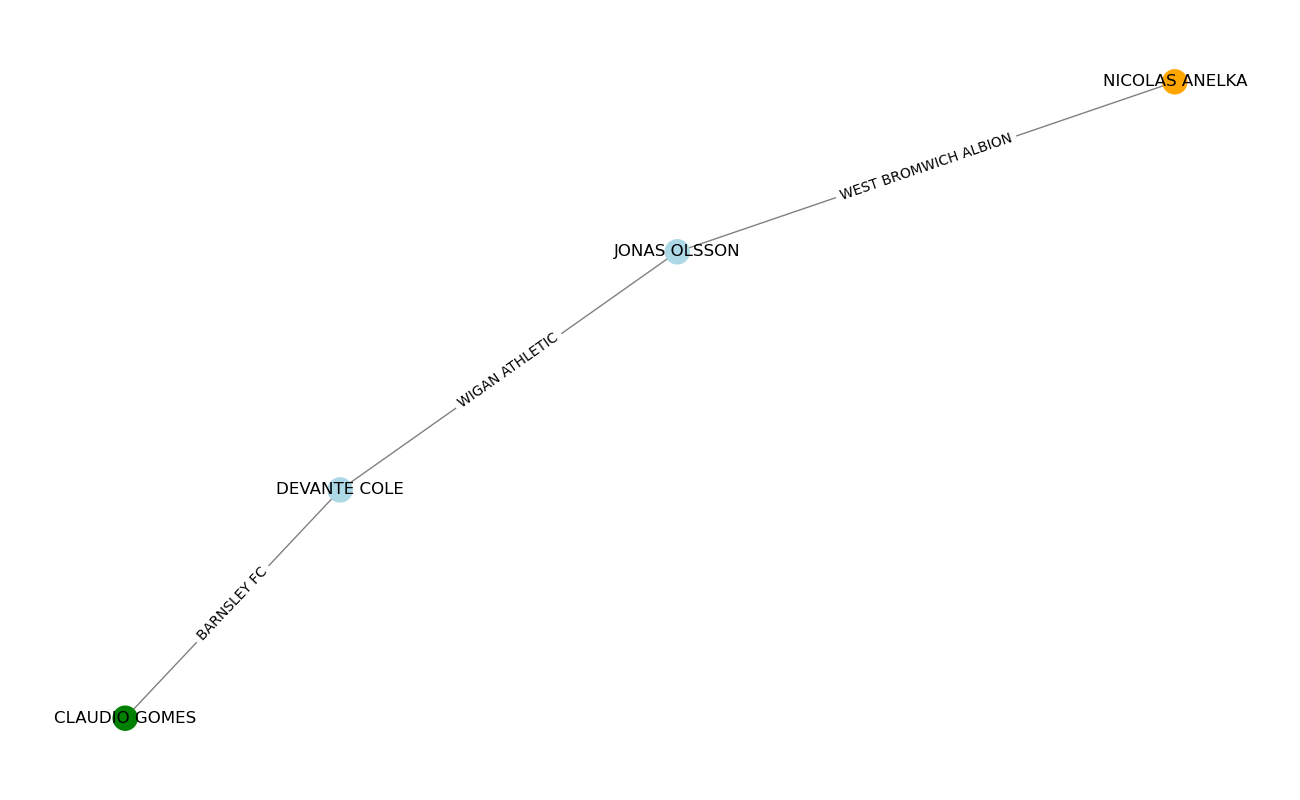 NICOLAS ANELKA
WEST BROMWICH ALBION
JONAS OLSSON
WIGAN ATHLETIC
DEVANTE COLE
BARNSLEY FC
CLAUDIO GOMES